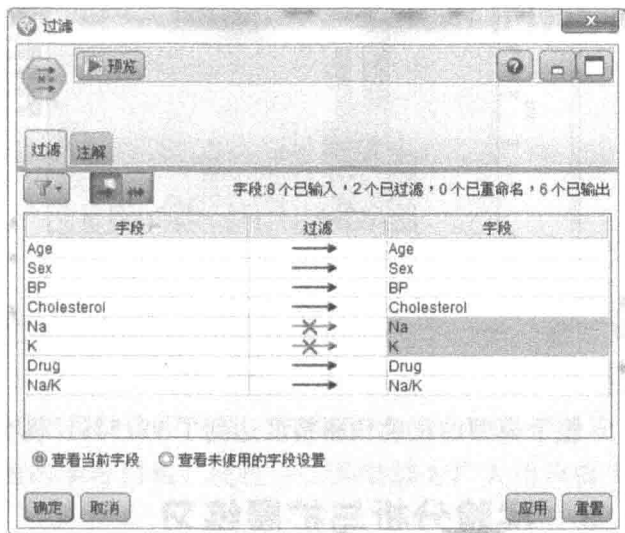 过滤
预览
过滤 注解
字段:8 个已输入，2 个已过滤，0 个已重命名，6 个已输出
字段 过滤 字段
Age Age
Sex Sex
BP BP
Cholesterol Cholesterol
Na Na
K K
Drug Drug
Na/K Na/K
查看当前字段 查看未使用的字段设置
确定 取消 应用 重置